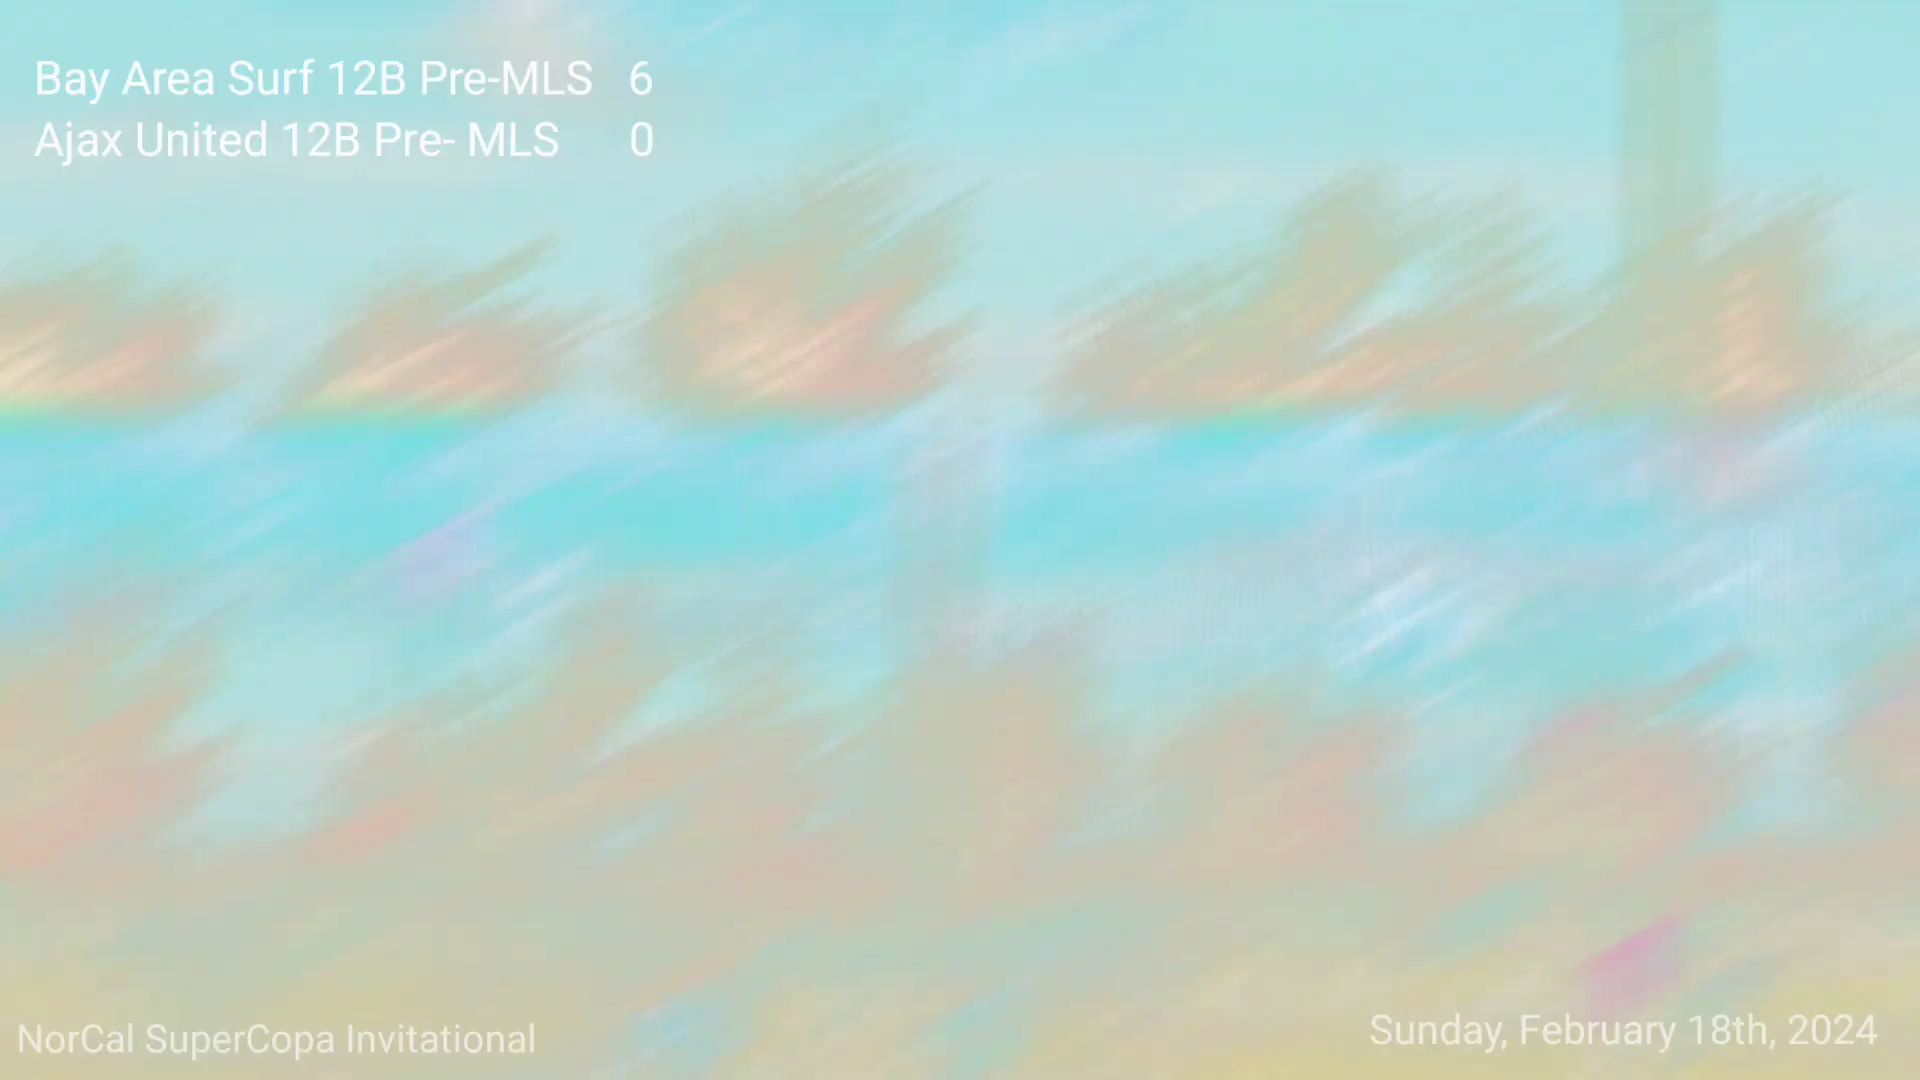 Bay Area Surf 12B Pre-MLS 6
Ajax United 12B Pre- MLS 0
NorCal SuperCopa Invitational
Sunday, February 18th, 2024